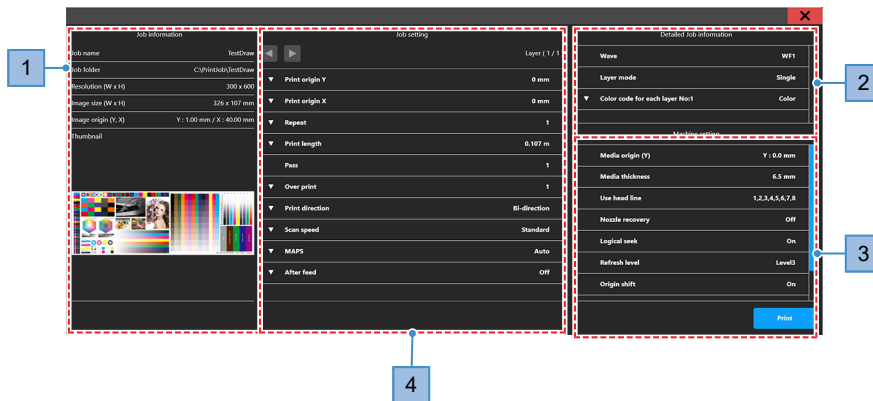 Job information
Job name TestDraw
Job folder C:\PrintJob\TestDraw
Resolution (W x H) 300 x 600
Image size (W x H) 326 x 107 mm
Image origin (Y, X) Y : 1.00 mm / X : 40.00 mm
Thumbnail
1
Job setting
Layer ( 1 / 1
Print origin Y 0 mm
Print origin X 0 mm
Repeat 1
Print length 0.107 m
Pass 1
Over print 1
Print direction Bi-direction
Scan speed Standard
MAPS Auto
After feed Off
4
Detailed Job information
Wave WF1
Layer mode Single
Color code for each layer No:1 Color
2
Machine setting
Media origin (Y) Y : 0.0 mm
Media thickness 6.5 mm
Use head line 1,2,3,4,5,6,7,8
Nozzle recovery Off
Logical seek On
Refresh level Level3
Origin shift On
3
Print